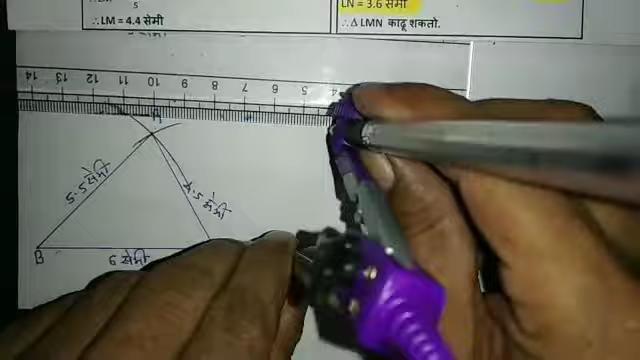 5
∴ LM = 4.4 सेमी
LN = 3.6 सेमी
∴ Δ LMN काढू शकतो.
14 13 12 11 10 9 8 7 6 5 4
A
5.5 सेमी
4.5 सेमी
B
6 सेमी